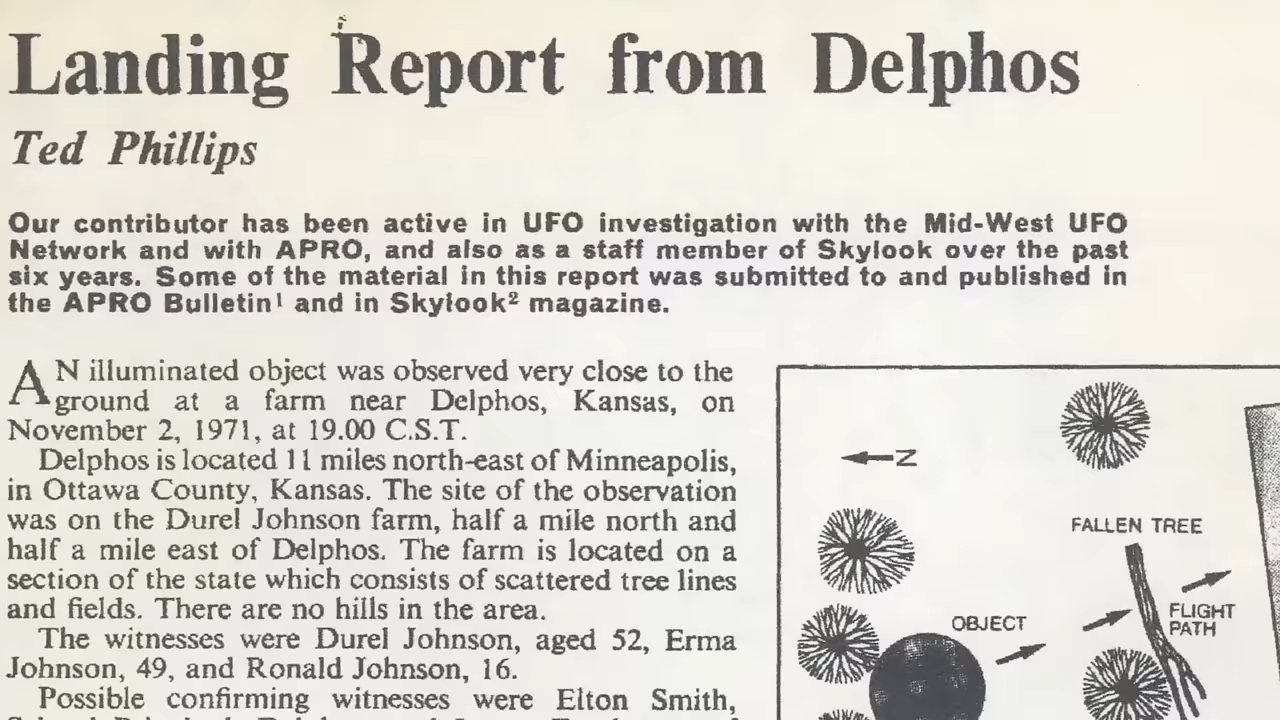 Landing Report from Delphos
Ted Phillips
Our contributor has been active in UFO investigation with the Mid-West UFO
Network and with APRO, and also as a staff member of Skylook over the past
six years. Some of the material in this report was submitted to and published in
the APRO Bulletin¹ and in Skylook² magazine.
AN illuminated object was observed very close to the
ground at a farm near Delphos, Kansas, on
November 2, 1971, at 19.00 C.S.T.
Delphos is located 11 miles north-east of Minneapolis,
in Ottawa County, Kansas. The site of the observation
was on the Durel Johnson farm, half a mile north and
half a mile east of Delphos. The farm is located on a
section of the state which consists of scattered tree lines
and fields. There are no hills in the area.
The witnesses were Durel Johnson, aged 52, Erma
Johnson, 49, and Ronald Johnson, 16.
Possible confirming witnesses were Elton Smith,
N
FALLEN TREE
FLIGHT
PATH
OBJECT